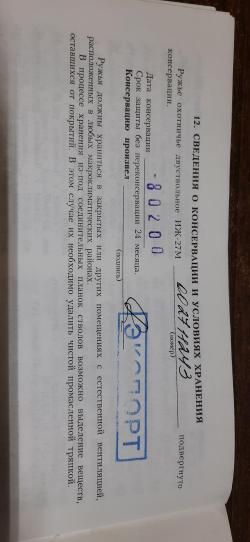 12. СВЕДЕНИЯ О КОНСЕРВАЦИИ И УСЛОВИЯХ ХРАНЕНИЯ
Ружье охотничье двуствольное ИЖ-27М подвергнуто
(номер)
консервации.
Дата консервации - 80200
Срок защиты без переконсервации 24 месяца.
Консервацию произвел
(подпись)
ЭКСПОРТ
Ружья должны храниться в закрытых или других помещениях с естественной вентиляцией,
расположенных в любых макроклиматических районах.
В процессе хранения из-под соединительных планок стволов возможно выделение веществ,
оставшихся от покрытий. В этом случае их необходимо удалить чистой промасленной тряпкой.